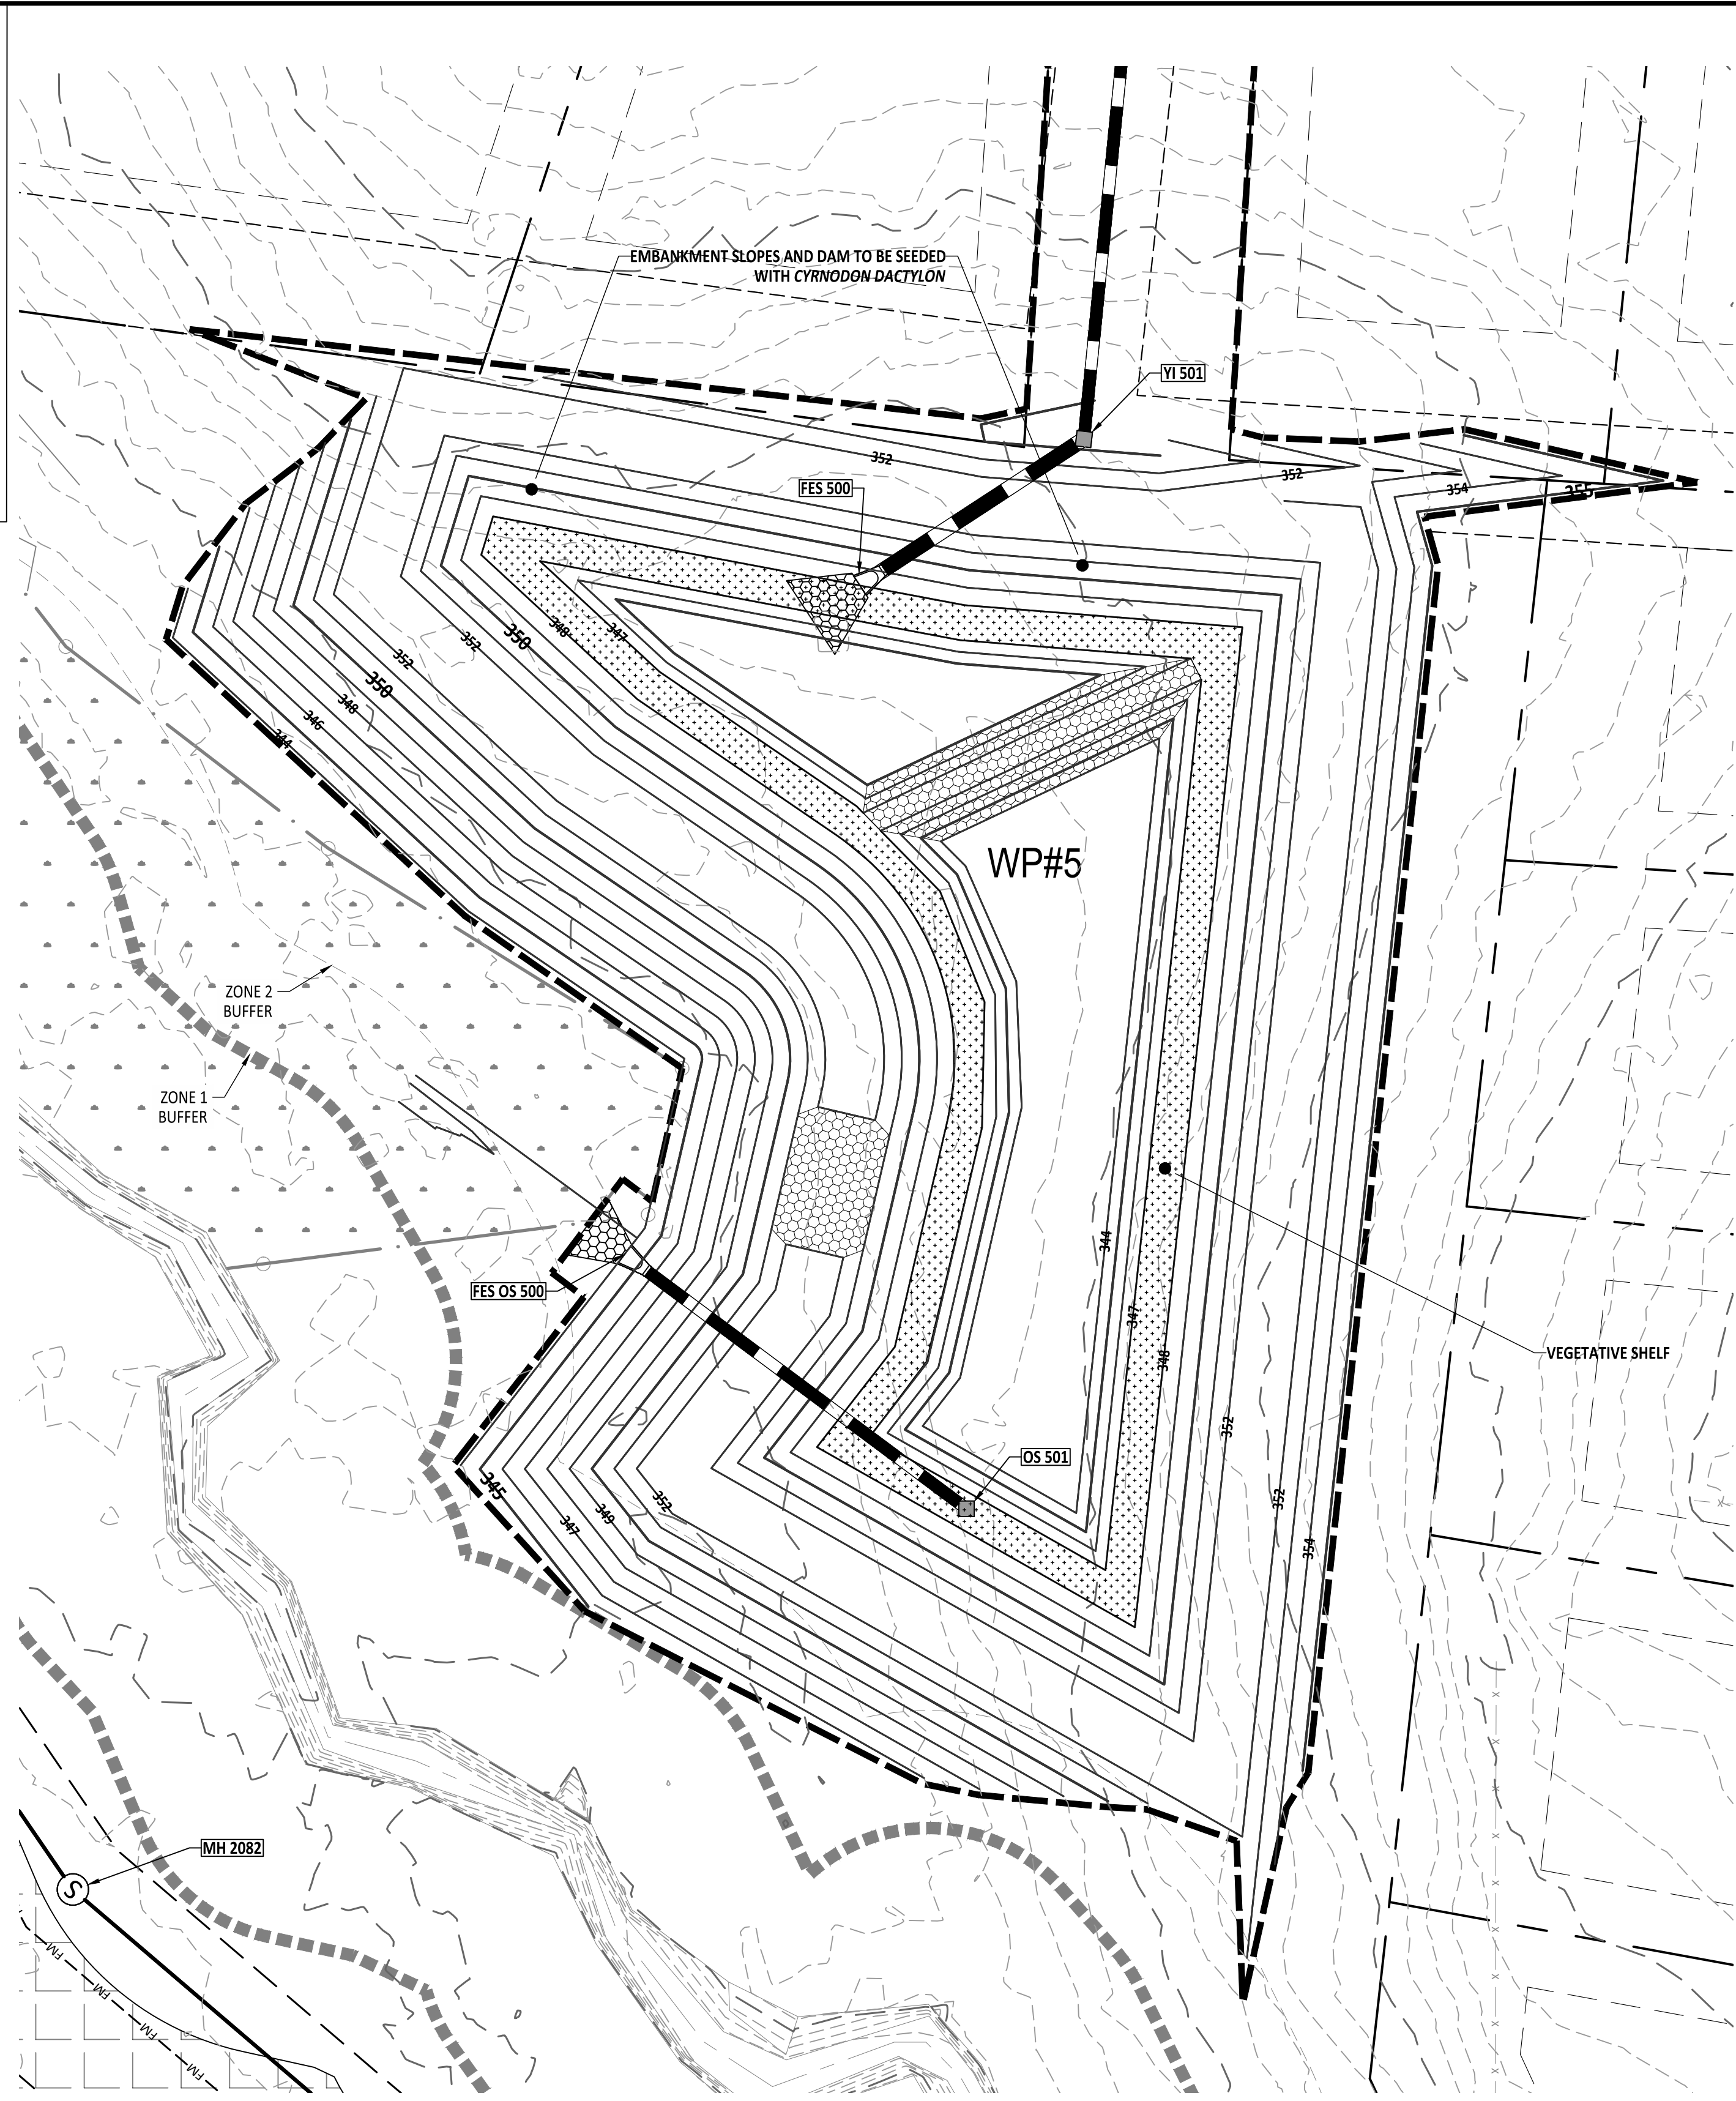 EMBANKMENT SLOPES AND DAM TO BE SEEDED
WITH CYRNODON DACTYLON
YI 501
352
352
FES 500
354
355
352
350
348
347
352
350
348
346
344
WP#5
ZONE 2
BUFFER
ZONE 1
BUFFER
344
FES OS 500
347
348
VEGETATIVE SHELF
352
OS 501
345
347
349
352
352
354
MH 2082
S
FM
FM
FM
FM